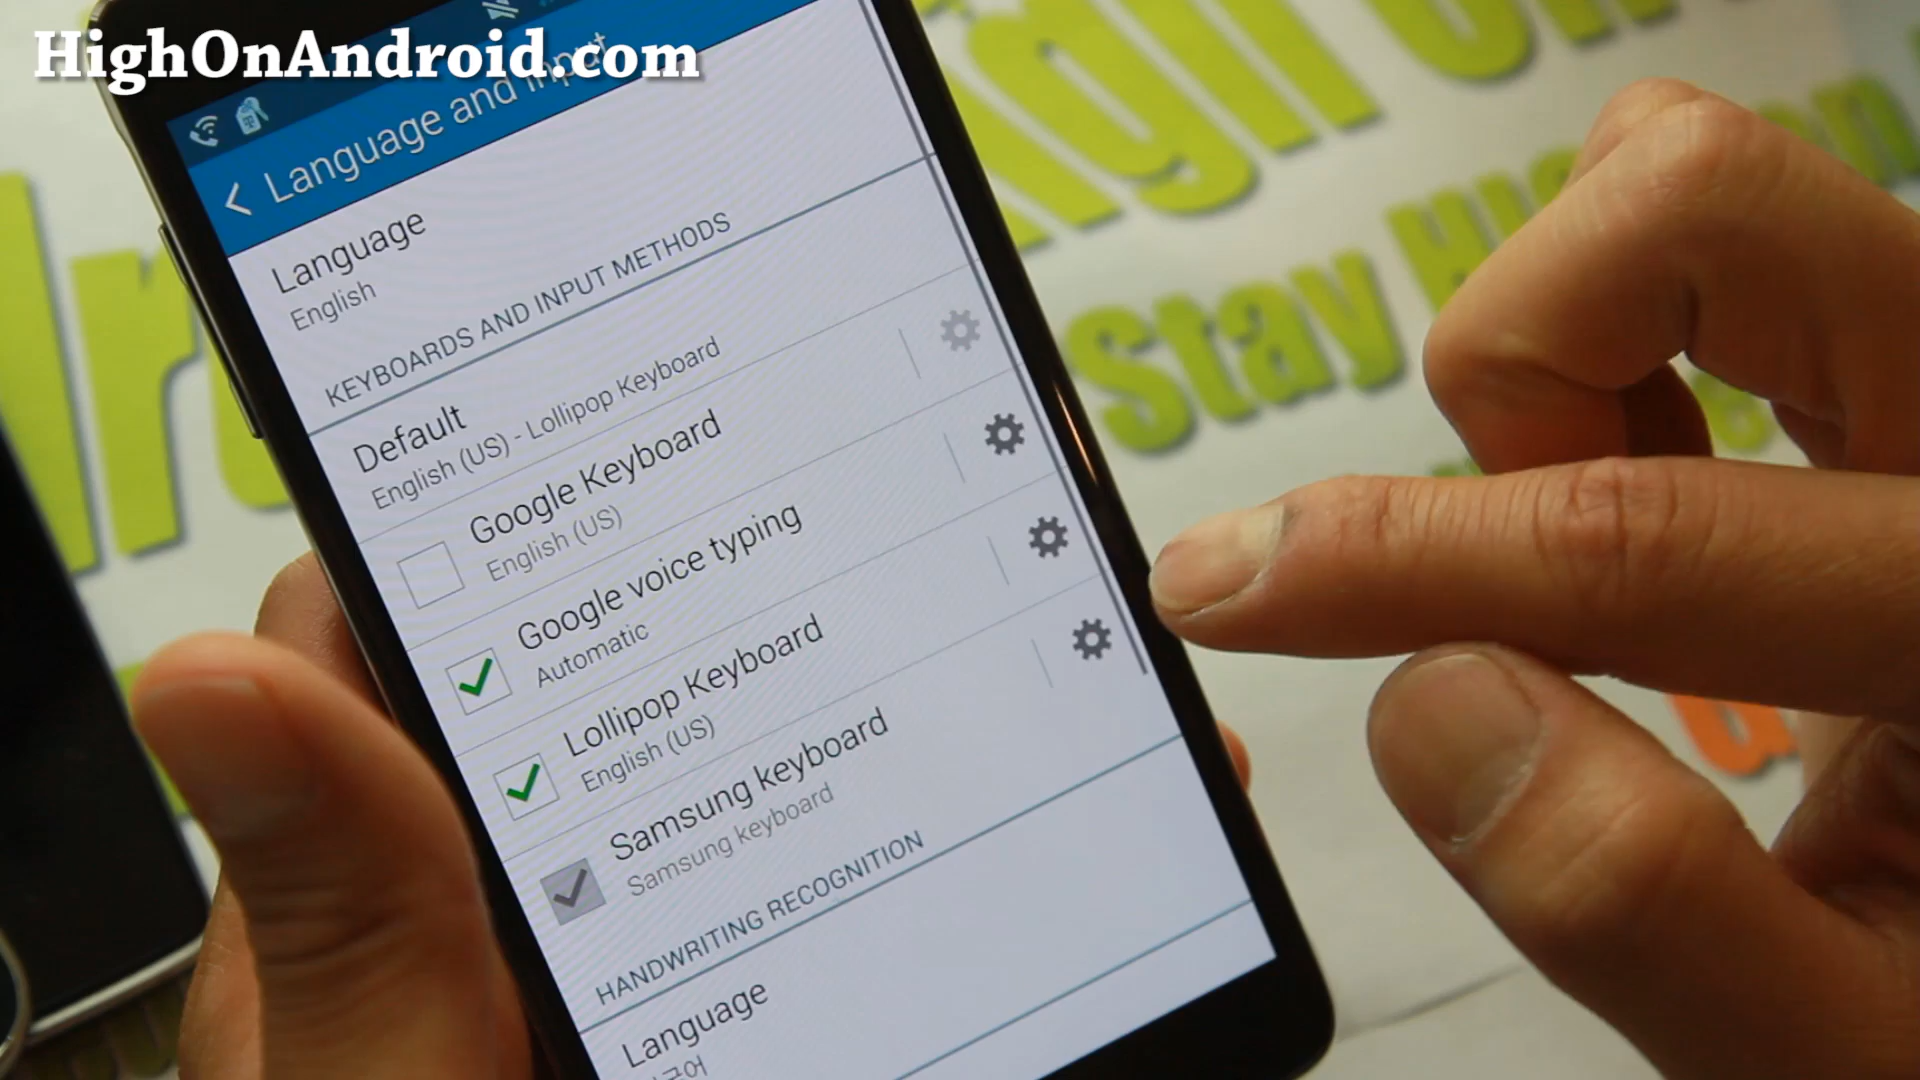 HighOnAndroid.com
Language and input
Language
English
KEYBOARDS AND INPUT METHODS
Default
English (US) - Lollipop Keyboard
Google Keyboard
English (US)
Google voice typing
Automatic
Lollipop Keyboard
English (US)
Samsung keyboard
Samsung keyboard
HANDWRITING RECOGNITION
Language
Stay